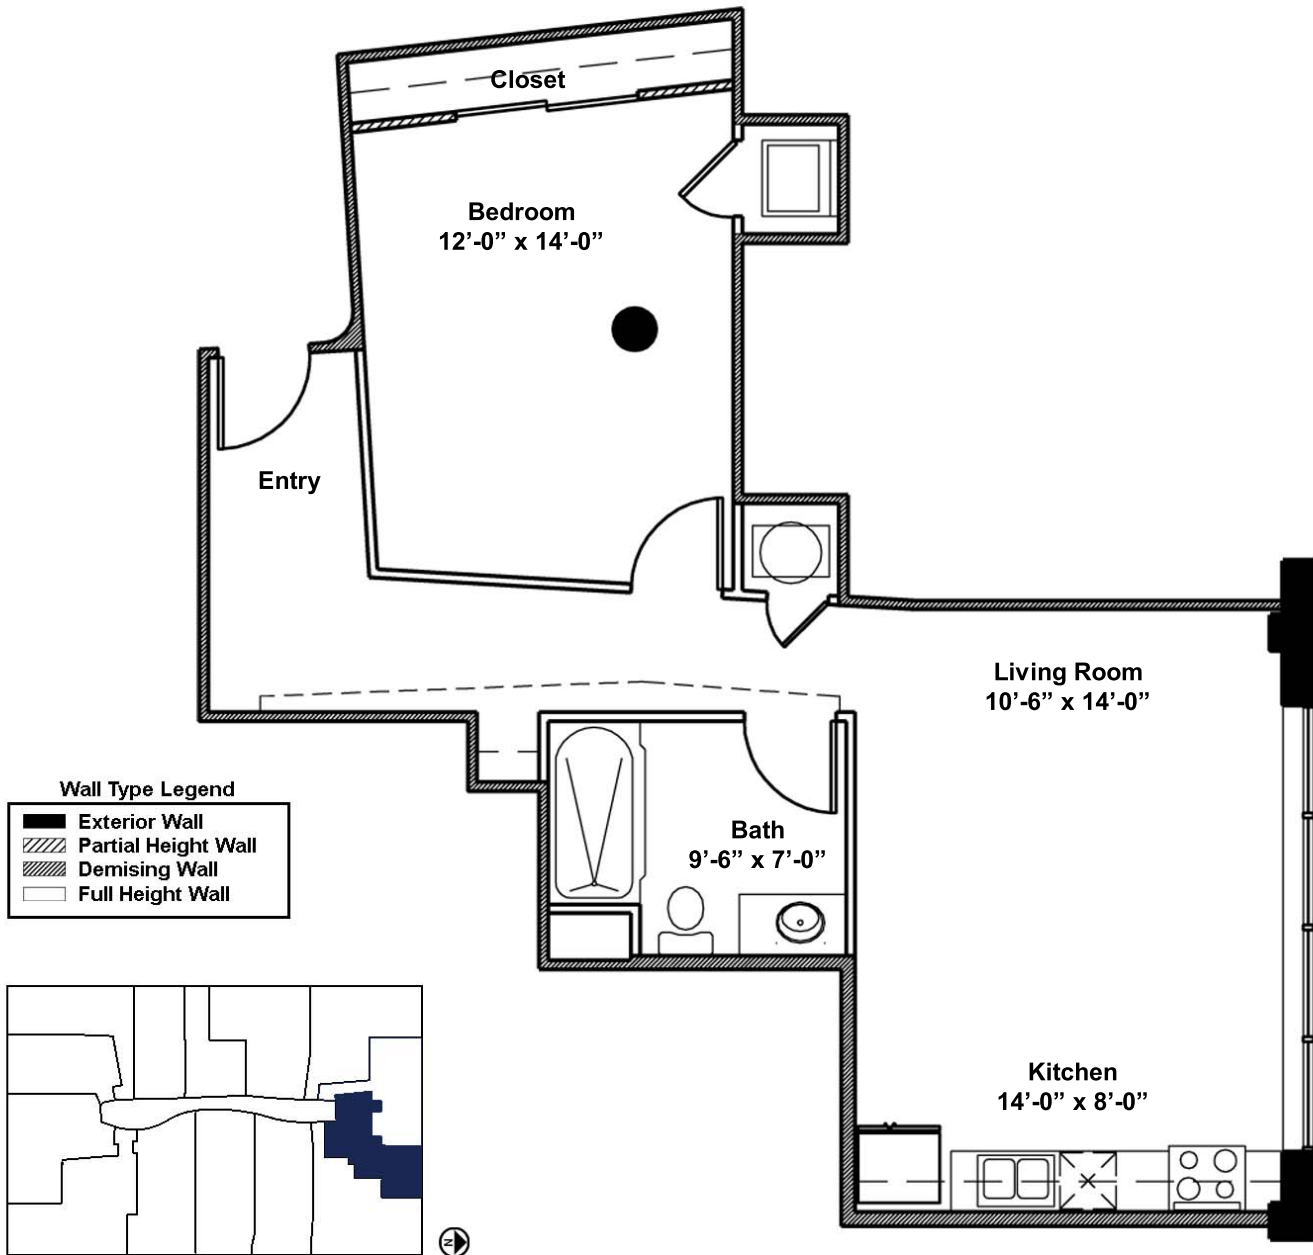 Closet
Bedroom
12’-0” x 14’-0”
Entry
Living Room
10’-6” x 14’-0”
Wall Type Legend
Exterior Wall
Partial Height Wall
Demising Wall
Full Height Wall
Bath
9’-6” x 7’-0”
Kitchen
14’-0” x 8’-0”
N